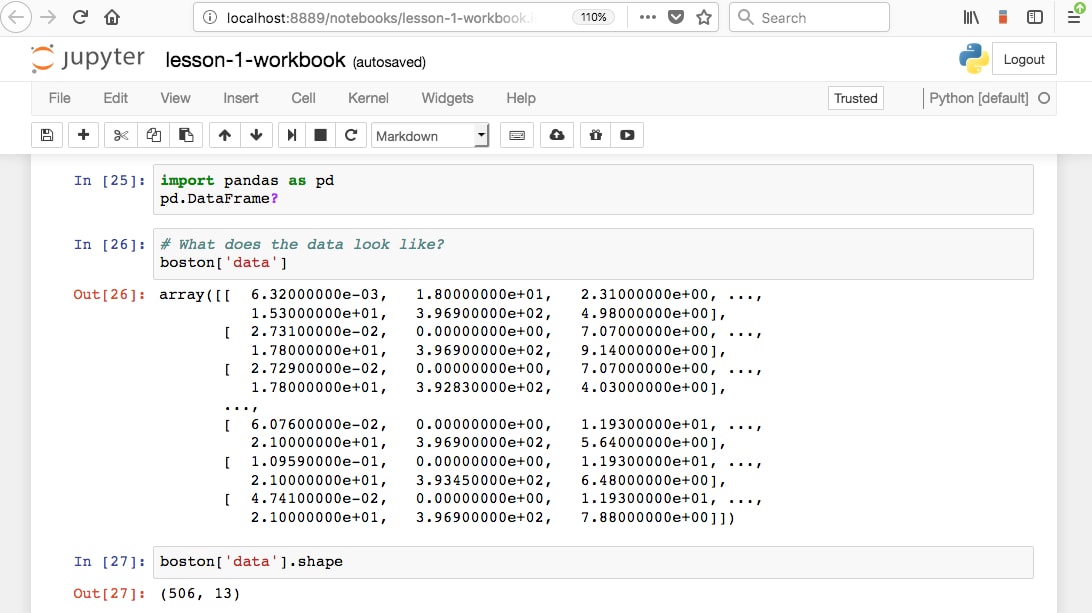 localhost:8889/notebooks/lesson-1-workbook.i 110% Search
jupyter lesson-1-workbook (autosaved) Logout
File Edit View Insert Cell Kernel Widgets Help Trusted Python [default]
Markdown
In [25]: import pandas as pd
pd.DataFrame?
In [26]: # What does the data look like?
boston['data']
Out[26]: array([[ 6.32000000e-03, 1.80000000e+01, 2.31000000e+00, ...,
1.53000000e+01, 3.96900000e+02, 4.98000000e+00],
[ 2.73100000e-02, 0.00000000e+00, 7.07000000e+00, ...,
1.78000000e+01, 3.96900000e+02, 9.14000000e+00],
[ 2.72900000e-02, 0.00000000e+00, 7.07000000e+00, ...,
1.78000000e+01, 3.92830000e+02, 4.03000000e+00],
...,
[ 6.07600000e-02, 0.00000000e+00, 1.19300000e+01, ...,
2.10000000e+01, 3.96900000e+02, 5.64000000e+00],
[ 1.09590000e-01, 0.00000000e+00, 1.19300000e+01, ...,
2.10000000e+01, 3.93450000e+02, 6.48000000e+00],
[ 4.74100000e-02, 0.00000000e+00, 1.19300000e+01, ...,
2.10000000e+01, 3.96900000e+02, 7.88000000e+00]])
In [27]: boston['data'].shape
Out[27]: (506, 13)